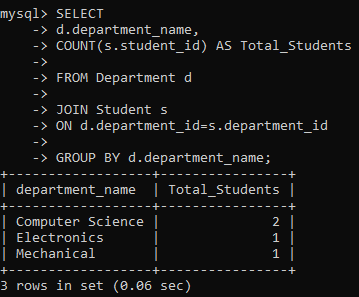 mysql> SELECT
    -> d.department_name,
    -> COUNT(s.student_id) AS Total_Students
    ->
    -> FROM Department d
    ->
    -> JOIN Student s
    -> ON d.department_id=s.department_id
    ->
    -> GROUP BY d.department_name;
+------------------+----------------+
| department_name  | Total_Students |
+------------------+----------------+
| Computer Science |              2 |
| Electronics      |              1 |
| Mechanical       |              1 |
+------------------+----------------+
3 rows in set (0.06 sec)